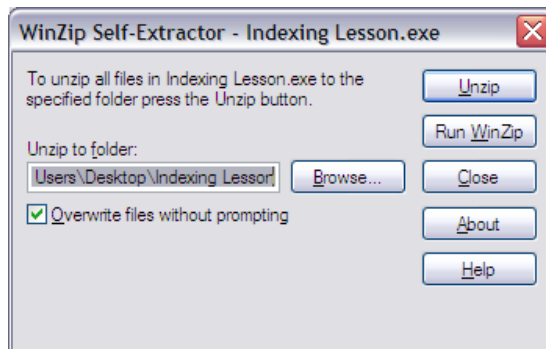 WinZip Self-Extractor - Indexing Lesson.exe
To unzip all files in Indexing Lesson.exe to the
specified folder press the Unzip button.
Unzip to folder:
Users\Desktop\Indexing Lesson
Browse...
Overwrite files without prompting
Unzip
Run WinZip
Close
About
Help